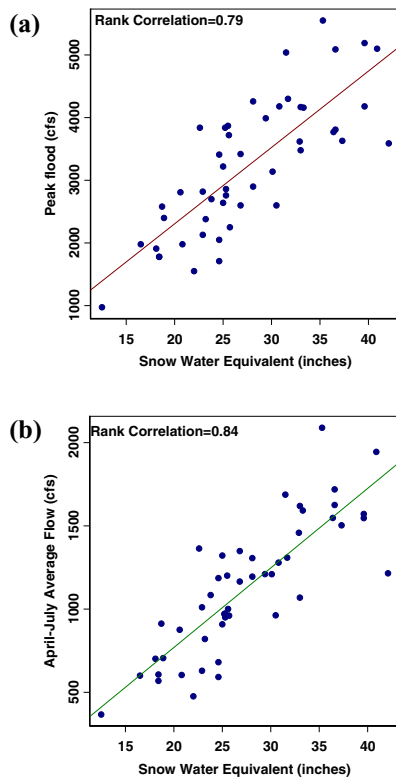 (a)
Rank Correlation=0.79
Peak flood (cfs)
5000
4000
3000
2000
1000
15 20 25 30 35 40
Snow Water Equivalent (inches)
(b)
Rank Correlation=0.84
April-July Average Flow (cfs)
2000
1500
1000
500
15 20 25 30 35 40
Snow Water Equivalent (inches)